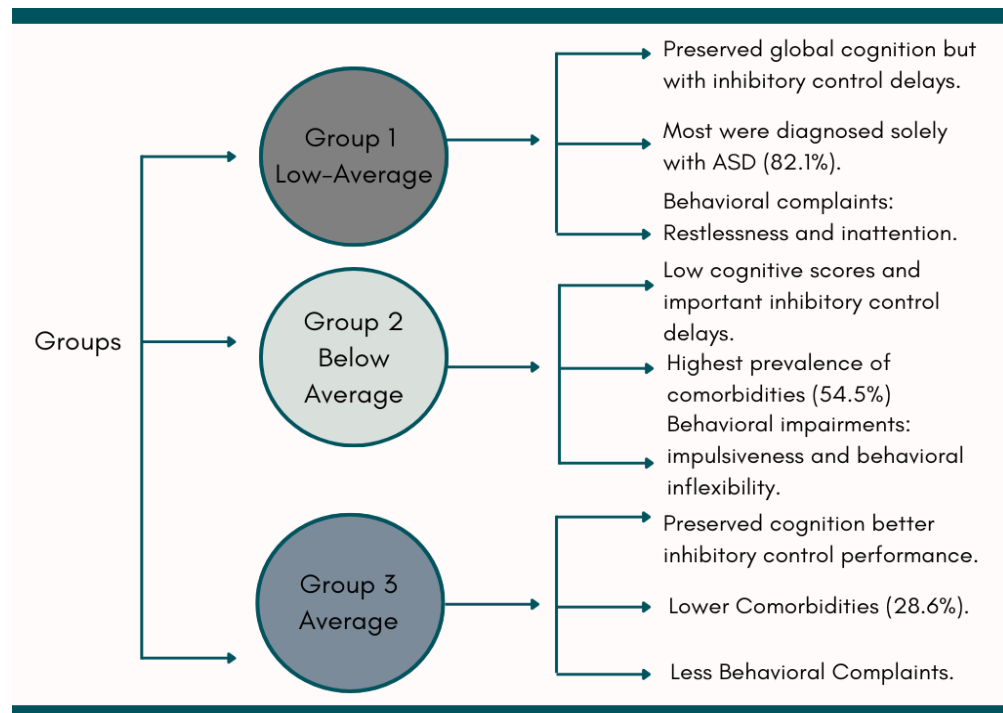 Groups
Group 1
Low-Average
Preserved global cognition but
with inhibitory control delays.
Most were diagnosed solely
with ASD (82.1%).
Behavioral complaints:
Restlessness and inattention.
Group 2
Below
Average
Low cognitive scores and
important inhibitory control
delays.
Highest prevalence of
comorbidities (54.5%)
Behavioral impairments:
impulsiveness and behavioral
inflexibility.
Group 3
Average
Preserved cognition better
inhibitory control performance.
Lower Comorbidities (28.6%).
Less Behavioral Complaints.